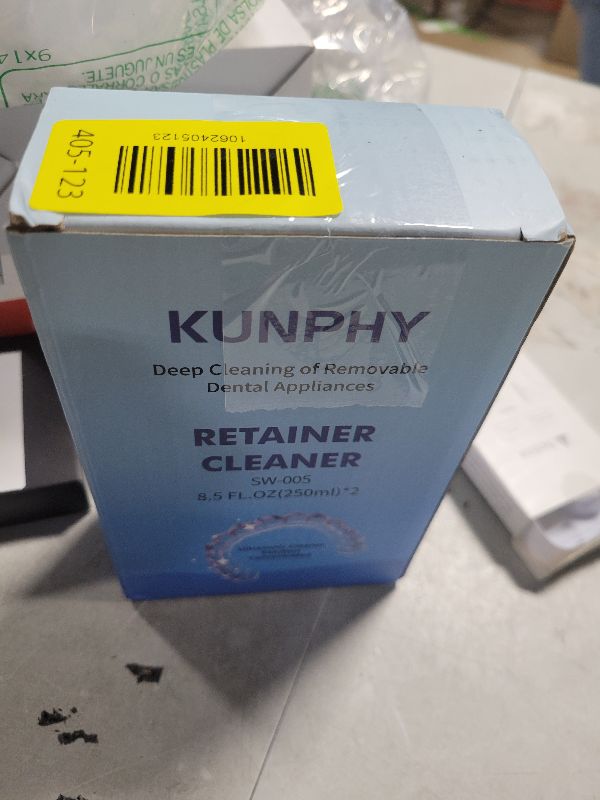 9X14
405-123
1062405123
KUNPHY
Deep Cleaning of Removable
Dental Appliances
RETAINER
CLEANER
SW-005
8.5 FL.OZ(250ml)*2